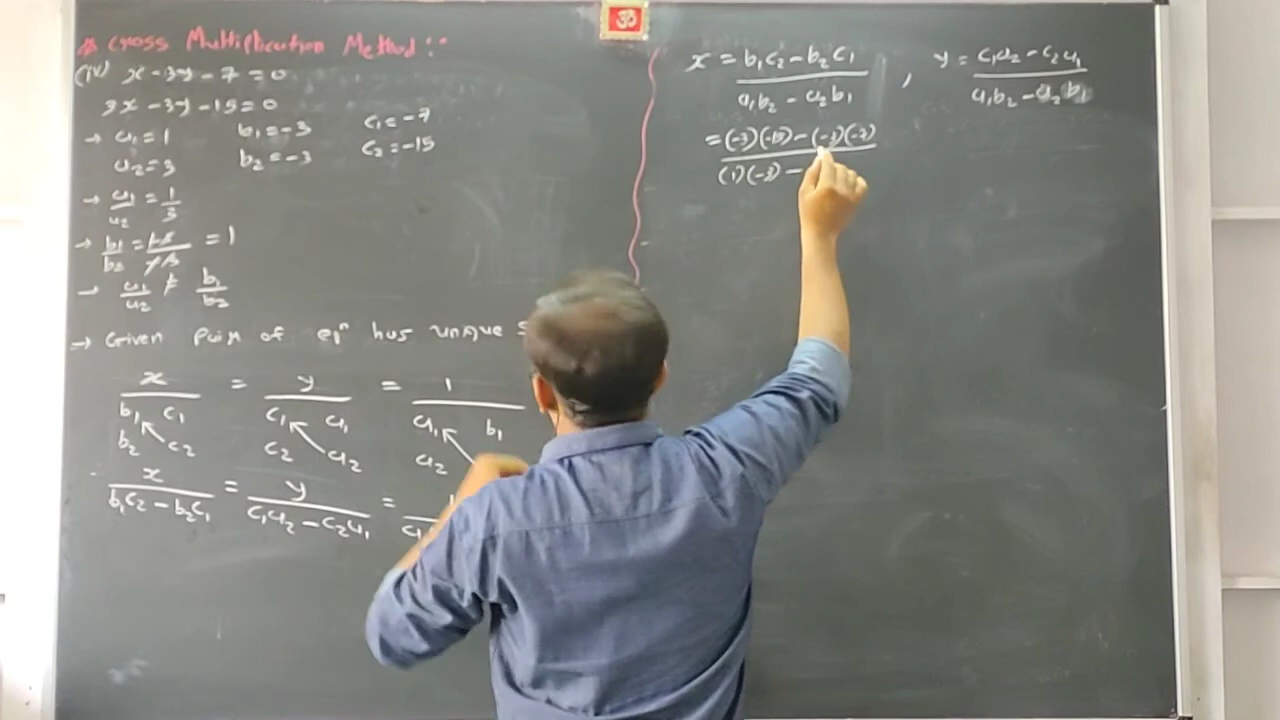 ॐ
* Cross Multiplication Method :-
(iv) x - 3y - 7 = 0
3x - 3y - 15 = 0
→ a₁ = 1 b₁ = -3 c₁ = -7
a₂ = 3 b₂ = -3 c₂ = -15
→ a₁/a₂ = 1/3
→ b₁/b₂ = -3/-3 = 1
→ a₁/a₂ ≠ b₁/b₂
→ Given Pair of eqⁿ has unique
x/ = y/ = 1/
b₁ c₁ c₁ a₁ a₁ b₁
b₂ c₂ c₂ a₂ a₂
x/(b₁c₂ - b₂c₁) = y/(c₁a₂ - c₂a₁) =
x = (b₁c₂ - b₂c₁)/(a₁b₂ - a₂b₁) , y = (c₁a₂ - c₂a₁)/(a₁b₂ - a₂b₁)
= (-3)(-15) - (-3)(-7)
(1)(-3) -